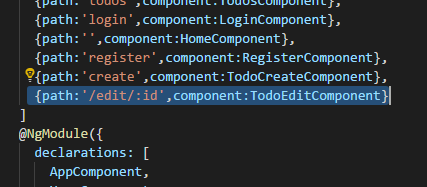 {path:'todos',component:TodosComponent},
{path:'login',component:LoginComponent},
{path:'',component:HomeComponent},
{path:'register',component:RegisterComponent},
{path:'create',component:TodoCreateComponent},
{path:'/edit/:id',component:TodoEditComponent}
]
@NgModule({
declarations: [
AppComponent,